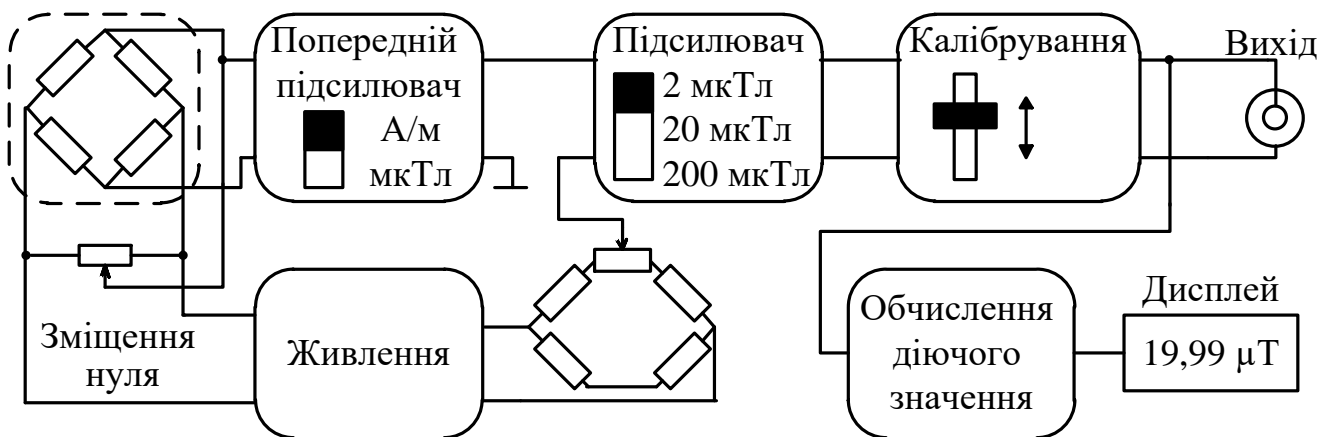 Попередній
підсилювач
А/м
мкТл
Підсилювач
2 мкТл
20 мкТл
200 мкТл
Калібрування
Вихід
Зміщення
нуля
Живлення
Обчислення
діючого
значення
Дисплей
19,99 µT